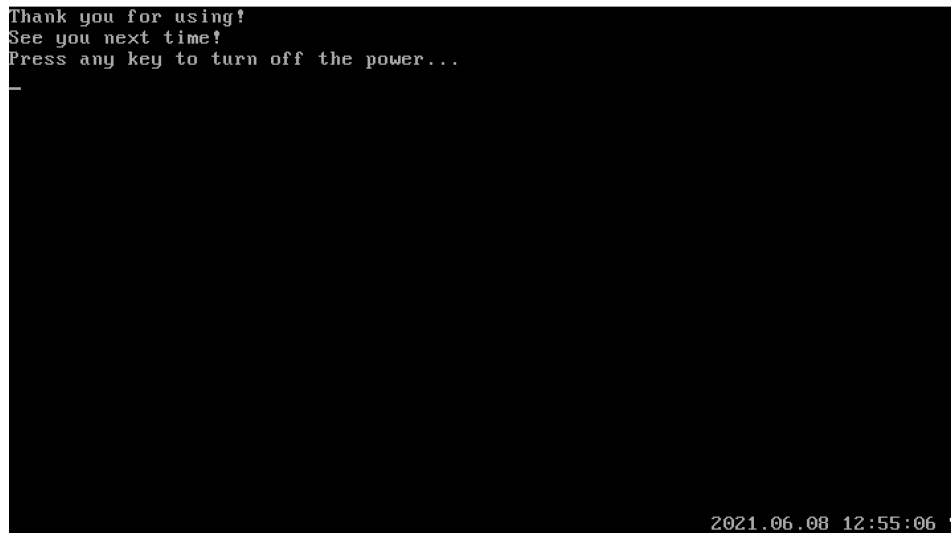 Thank you for using!
See you next time!
Press any key to turn off the power...
_
2021.06.08 12:55:06